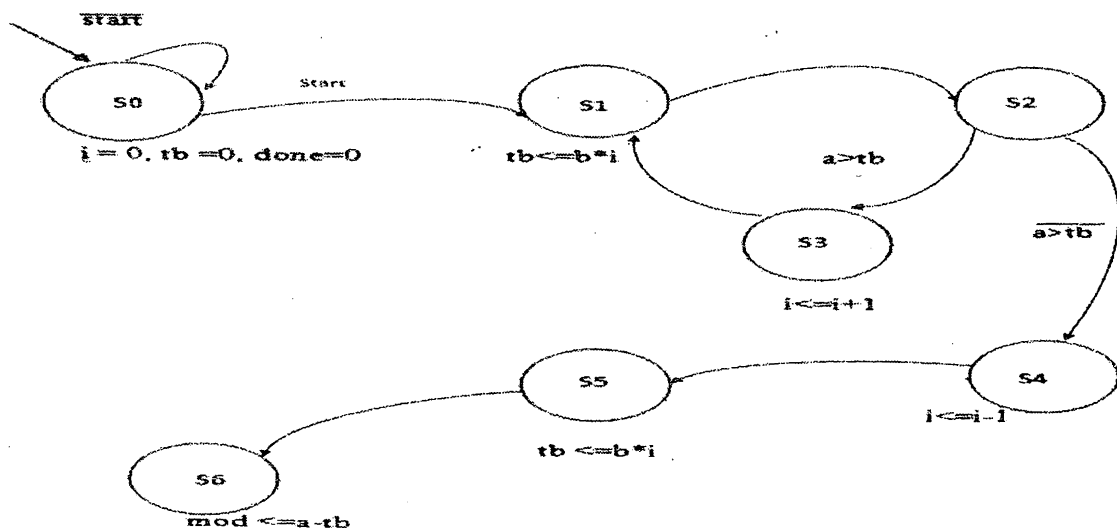 start
Start
S0
S1
S2
i = 0, tb =0, done=0
tb<=b*i
a>tb
S3
a>tb
i<=i+1
S5
S4
i<=i-1
tb <=b*i
S6
mod <=a-tb